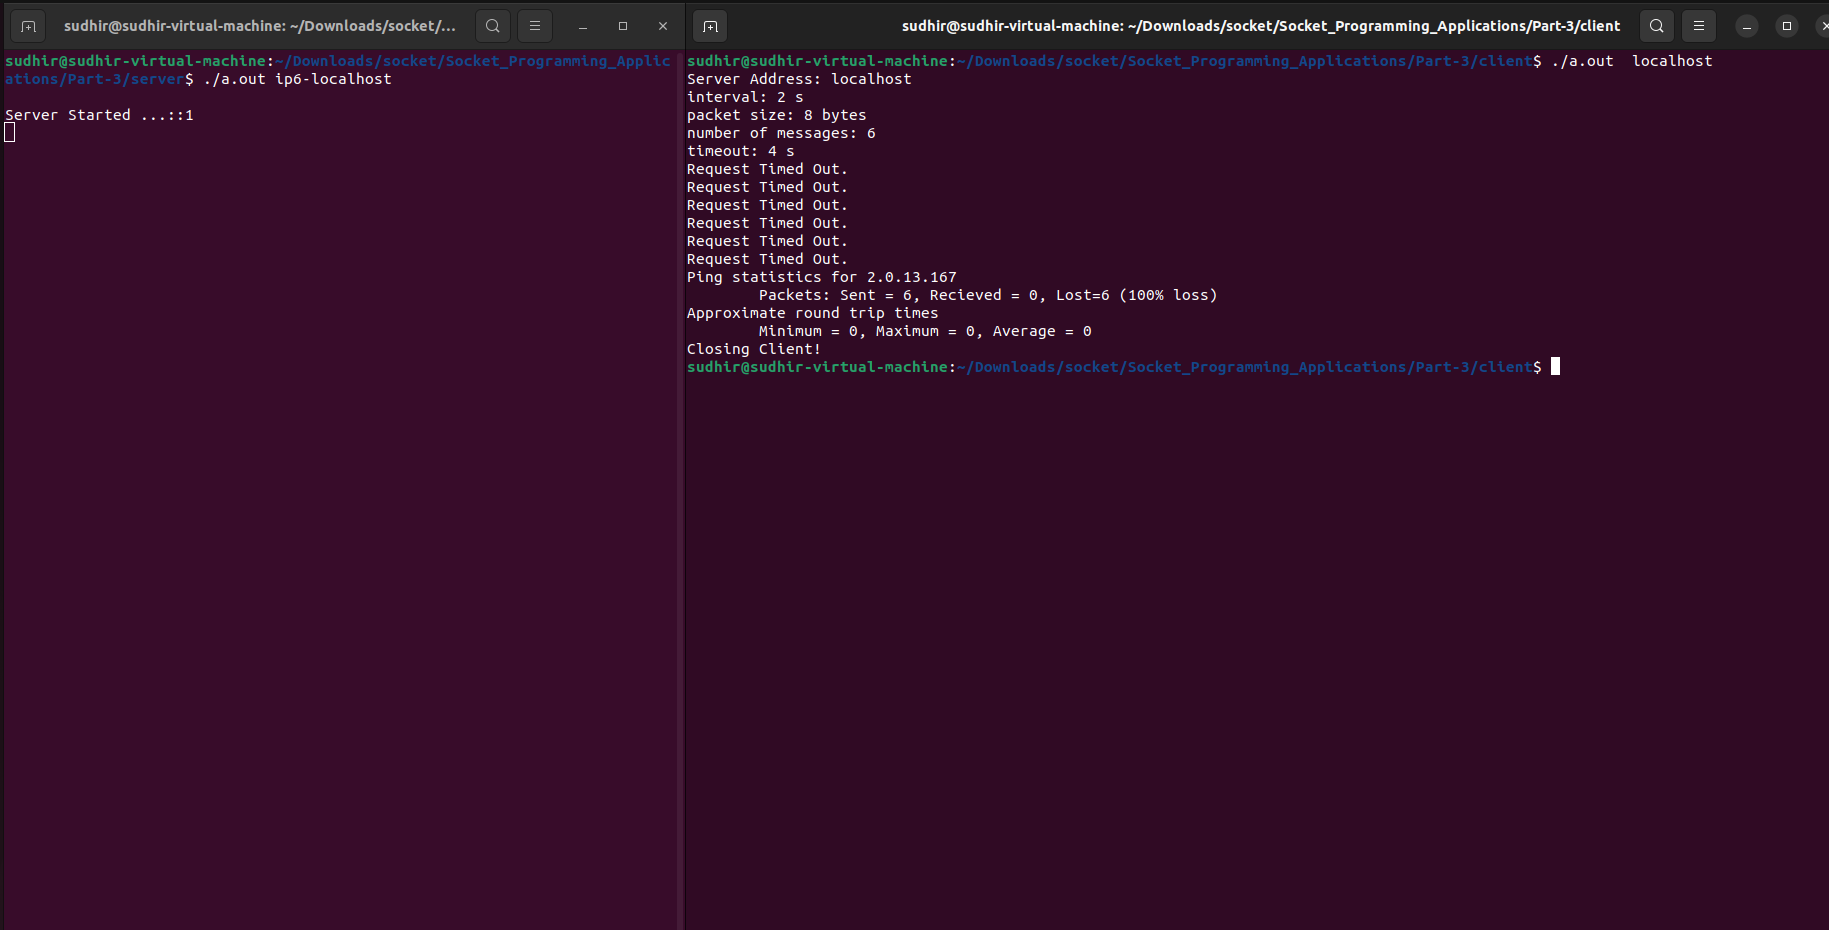 sudhir@sudhir-virtual-machine: ~/Downloads/socket/...
sudhir@sudhir-virtual-machine:~/Downloads/socket/Socket_Programming_Applic
ations/Part-3/server$ ./a.out ip6-localhost
Server Started ...::1
sudhir@sudhir-virtual-machine: ~/Downloads/socket/Socket_Programming_Applications/Part-3/client
sudhir@sudhir-virtual-machine:~/Downloads/socket/Socket_Programming_Applications/Part-3/client$ ./a.out  localhost
Server Address: localhost
interval: 2 s
packet size: 8 bytes
number of messages: 6
timeout: 4 s
Request Timed Out.
Request Timed Out.
Request Timed Out.
Request Timed Out.
Request Timed Out.
Request Timed Out.
Ping statistics for 2.0.13.167
        Packets: Sent = 6, Recieved = 0, Lost=6 (100% loss)
Approximate round trip times
        Minimum = 0, Maximum = 0, Average = 0
Closing Client!
sudhir@sudhir-virtual-machine:~/Downloads/socket/Socket_Programming_Applications/Part-3/client$